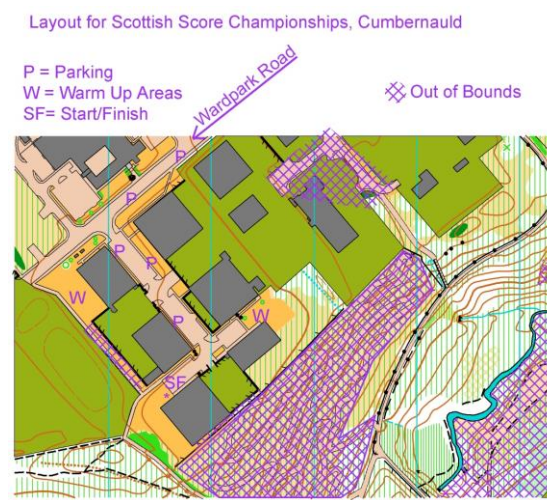 Layout for Scottish Score Championships, Cumbernauld
P = Parking
W = Warm Up Areas
SF= Start/Finish
Wardpark Road
Out of Bounds
P
P
P
P
W
P
W
SF